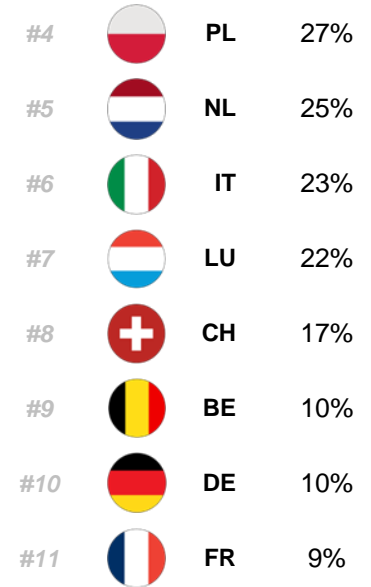 #4 PL 27%
#5 NL 25%
#6 IT 23%
#7 LU 22%
#8 CH 17%
#9 BE 10%
#10 DE 10%
#11 FR 9%